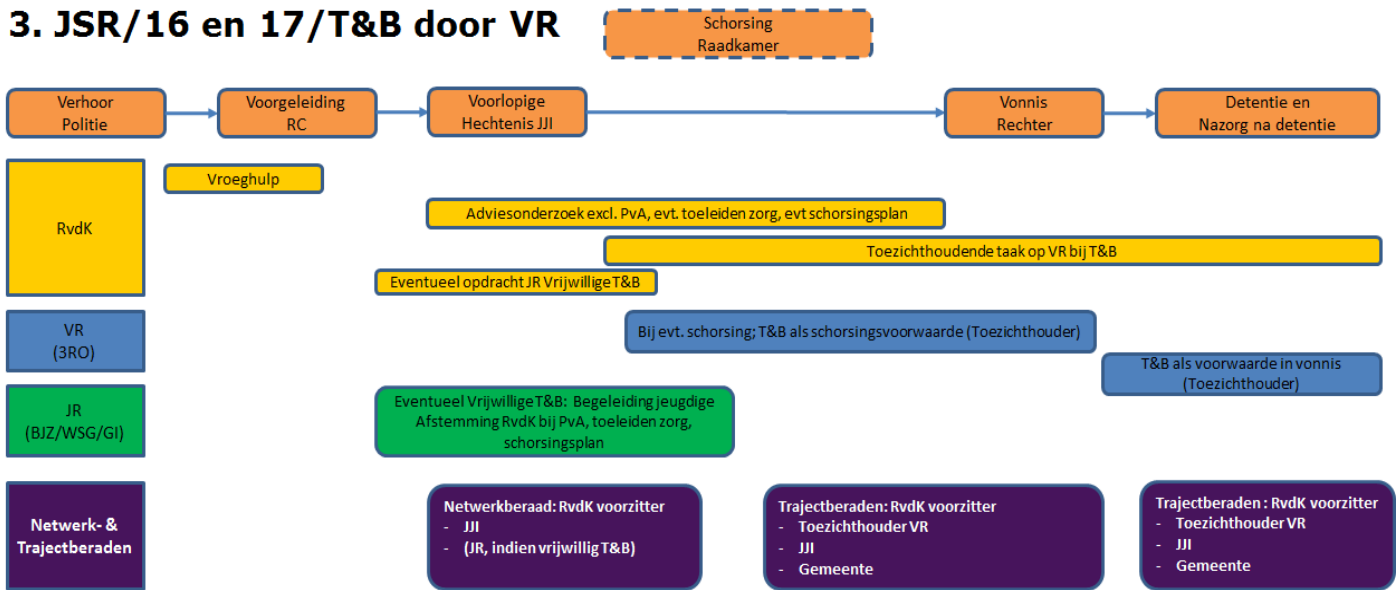 3. JSR/16 en 17/T&B door VR
Schorsing
Raadkamer
Verhoor
Politie
Voorgeleiding
RC
Voorlopige
Hechtenis JJI
Vonnis
Rechter
Detentie en
Nazorg na detentie
RvdK
Vroeghulp
Adviesonderzoek excl. PvA, evt. toeleiden zorg, evt schorsingsplan
Toezichthoudende taak op VR bij T&B
Eventueel opdracht JR Vrijwillige T&B
VR
(3RO)
Bij evt. schorsing; T&B als schorsingsvoorwaarde (Toezichthouder)
T&B als voorwaarde in vonnis
(Toezichthouder)
JR
(BJZ/WSG/GI)
Eventueel Vrijwillige T&B: Begeleiding jeugdige
Afstemming RvdK bij PvA, toeleiden zorg,
schorsingsplan
Netwerk- &
Trajectberaden
Netwerkberaad: RvdK voorzitter
- JJI
- (JR, indien vrijwillig T&B)
Trajectberaden: RvdK voorzitter
- Toezichthouder VR
- JJI
- Gemeente
Trajectberaden : RvdK voorzitter
- Toezichthouder VR
- JJI
- Gemeente